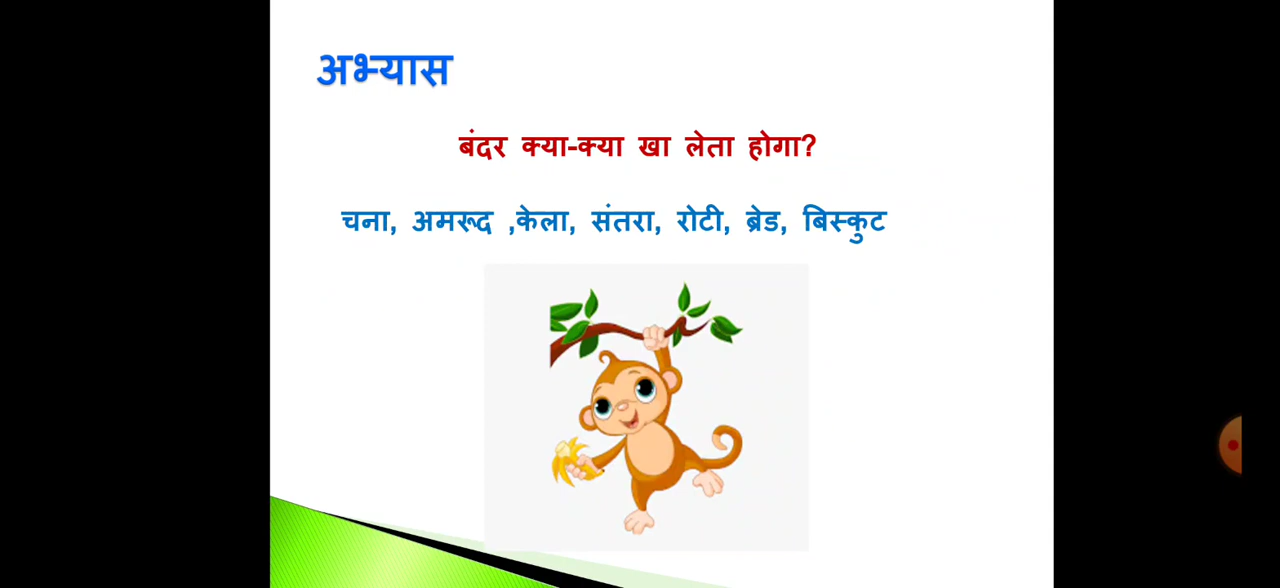 अभ्यास
बंदर क्या-क्या खा लेता होगा?
चना, अमरूद ,केला, संतरा, रोटी, ब्रेड, बिस्कुट